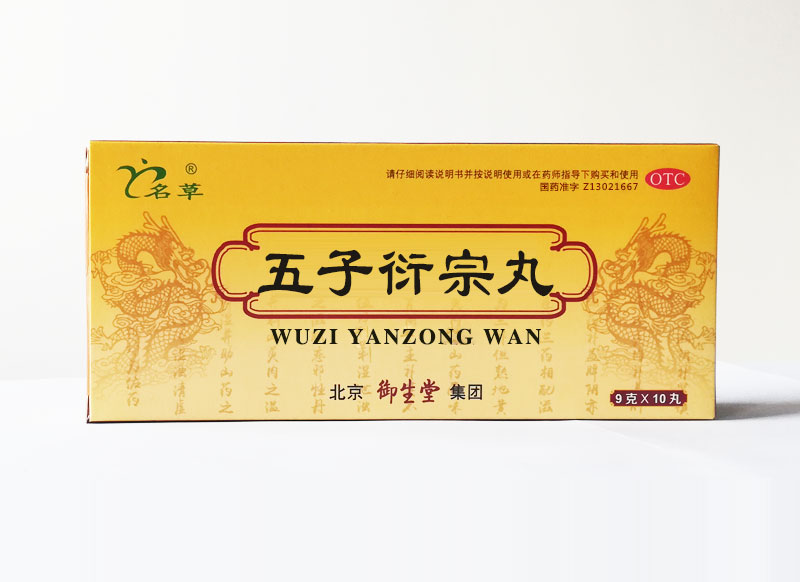 名草®
请仔细阅读说明书并按说明使用或在药师指导下购买和使用
国药准字 Z13021667
OTC
五子衍宗丸
WUZI YANZONG WAN
北京 御生堂 集团
9克X10丸